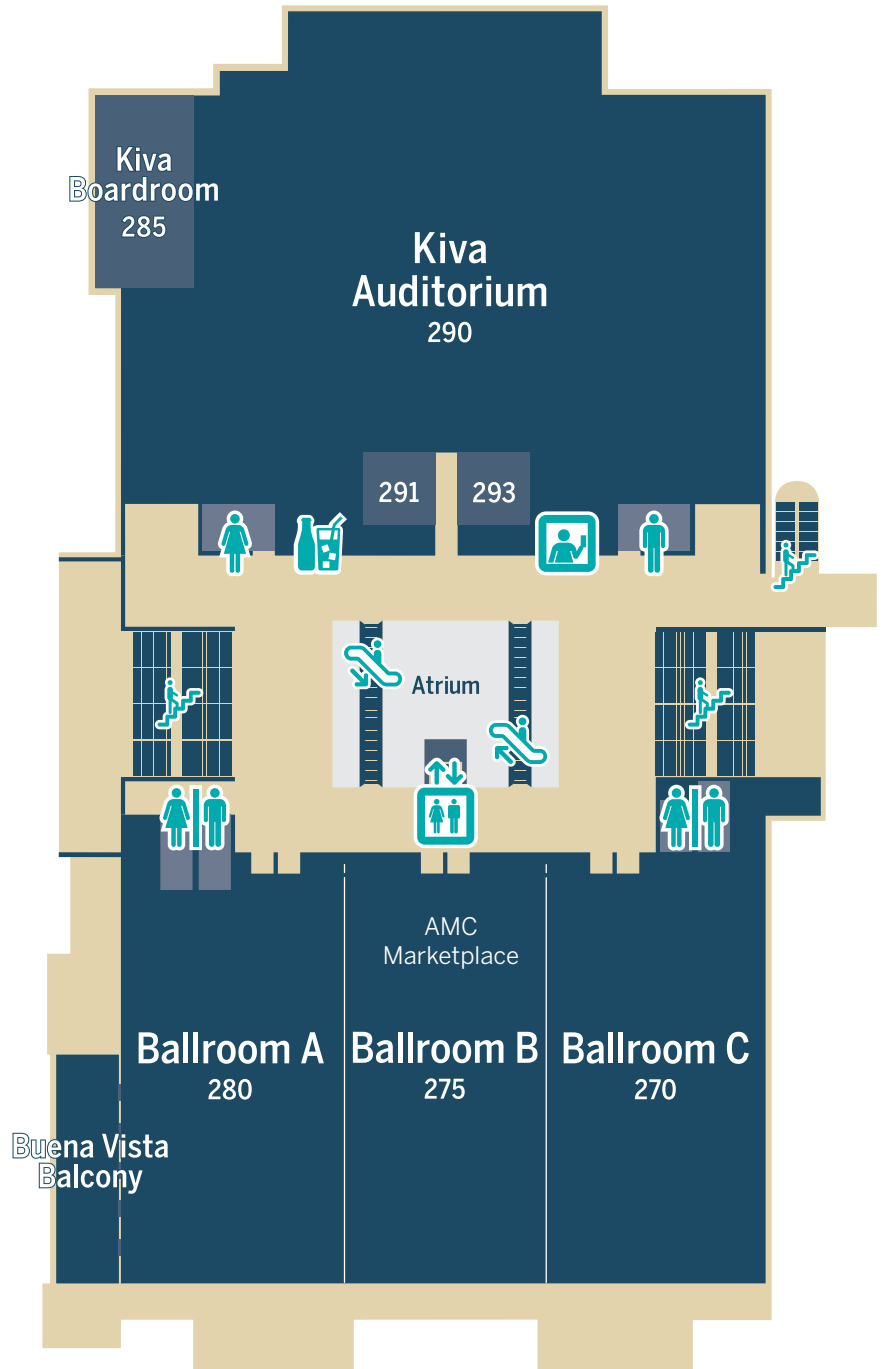 Kiva
Boardroom
285
Kiva
Auditorium
290
291
293
Atrium
AMC
Marketplace
Ballroom A
280
Ballroom B
275
Ballroom C
270
Buena Vista
Balcony